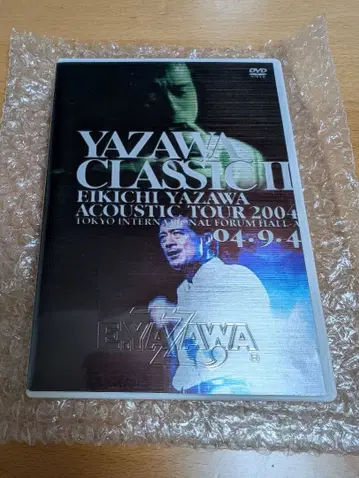 DVD
YAZAWA
CLASSIC II
EIKICHI YAZAWA
ACOUSTIC TOUR 2004
TOKYO INTERNATIONAL FORUM HALL-A
04.9.4
E.YAZAWA
®